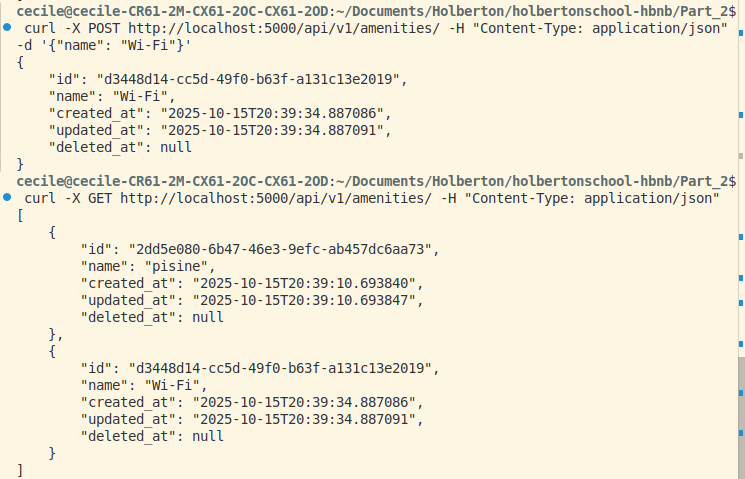 cecile@cecile-CR61-2M-CX61-2OC-CX61-2OD:~/Documents/Holberton/holbertonschool-hbnb/Part_2$
curl -X POST http://localhost:5000/api/v1/amenities/ -H "Content-Type: application/json"
-d '{"name": "Wi-Fi"}'
{
    "id": "d3448d14-cc5d-49f0-b63f-a131c13e2019",
    "name": "Wi-Fi",
    "created_at": "2025-10-15T20:39:34.887086",
    "updated_at": "2025-10-15T20:39:34.887091",
    "deleted_at": null
}
cecile@cecile-CR61-2M-CX61-2OC-CX61-2OD:~/Documents/Holberton/holbertonschool-hbnb/Part_2$
curl -X GET http://localhost:5000/api/v1/amenities/ -H "Content-Type: application/json"
[
    {
        "id": "2dd5e080-6b47-46e3-9efc-ab457dc6aa73",
        "name": "pisine",
        "created_at": "2025-10-15T20:39:10.693840",
        "updated_at": "2025-10-15T20:39:10.693847",
        "deleted_at": null
    },
    {
        "id": "d3448d14-cc5d-49f0-b63f-a131c13e2019",
        "name": "Wi-Fi",
        "created_at": "2025-10-15T20:39:34.887086",
        "updated_at": "2025-10-15T20:39:34.887091",
        "deleted_at": null
    }
]